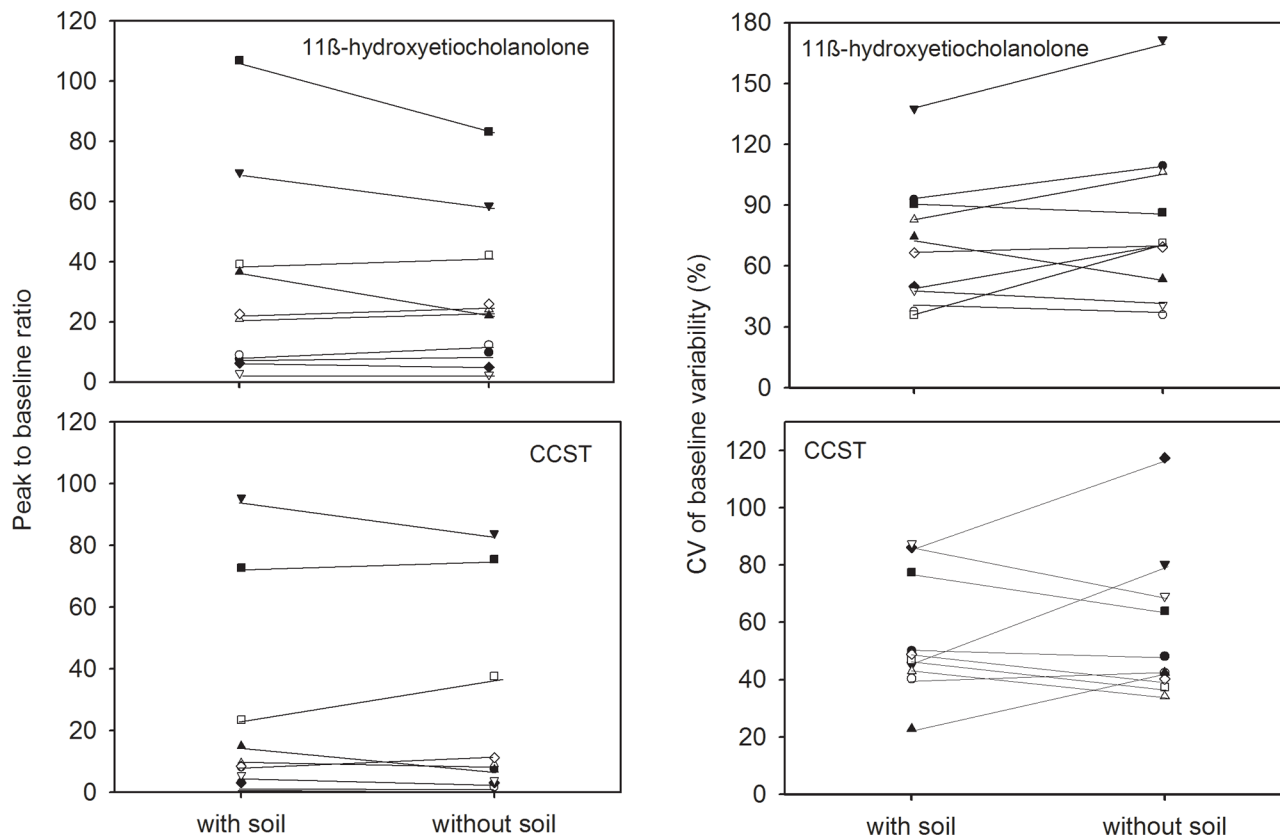 Peak to baseline ratio
120
100
80
60
40
20
0
11ß-hydroxyetiocholanolone
120
100
80
60
40
20
0
CCST
with soil
without soil
CV of baseline variability (%)
180
150
120
90
60
30
0
11ß-hydroxyetiocholanolone
120
100
80
60
40
20
0
CCST
with soil
without soil